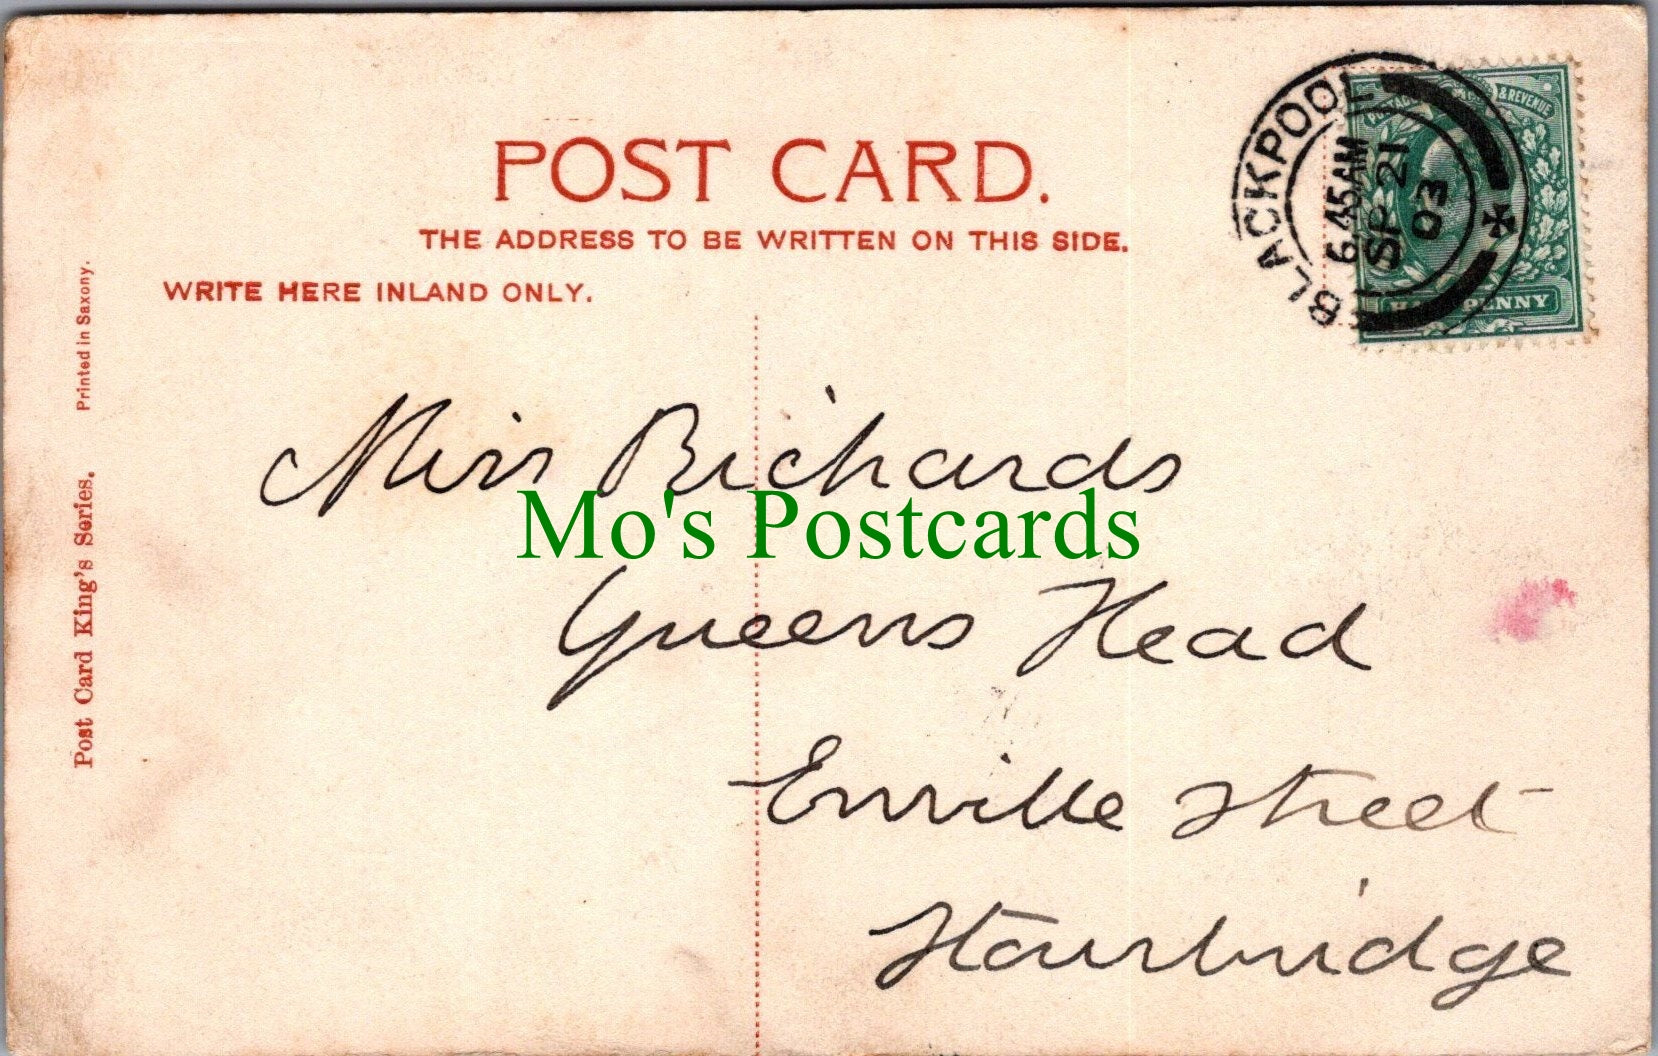 POST CARD.
THE ADDRESS TO BE WRITTEN ON THIS SIDE.
WRITE HERE INLAND ONLY.
BLACKPOOL
6.45AM
SP 21
03
& REVENUE
HALFPENNY
Printed in Saxony.
Post Card King's Series.
Miss Richards
Mo's Postcards
Queens Head
Enville Street
Stourbridge